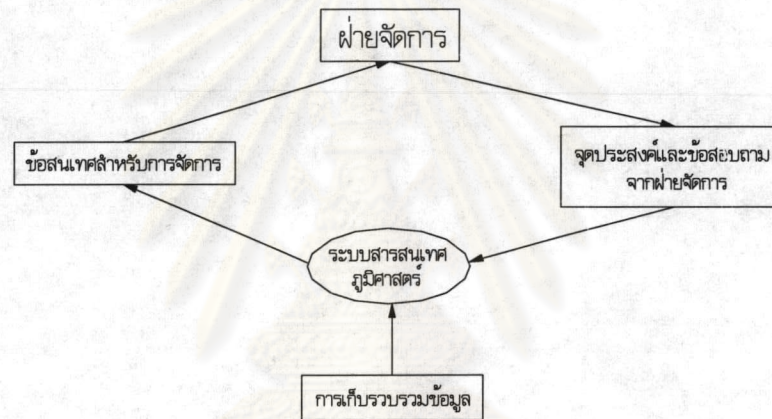 ฝ่ายจัดการ
ข้อสนเทศสำหรับการจัดการ
จุดประสงค์และข้อสอบถาม
จากฝ่ายจัดการ
ระบบสารสนเทศ
ภูมิศาสตร์
การเก็บรวบรวมข้อมูล